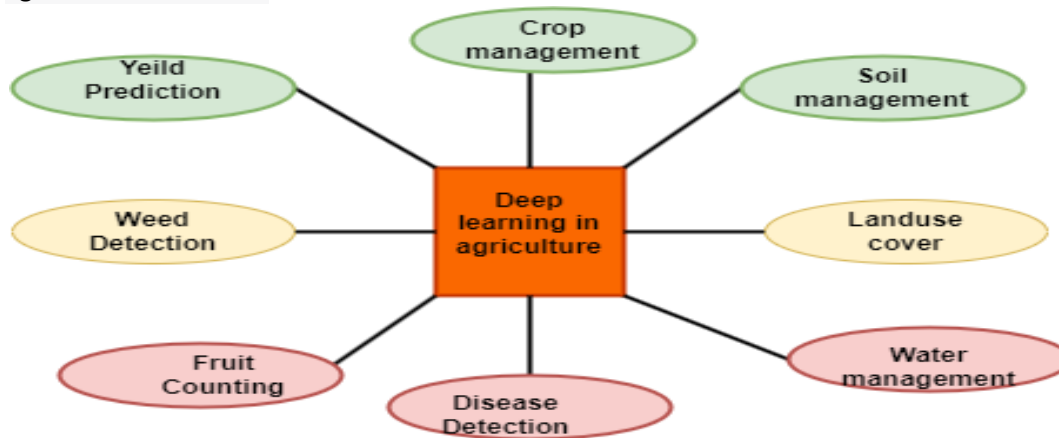 Crop
management
Yeild
Prediction
Soil
management
Deep
learning in
agriculture
Weed
Detection
Landuse
cover
Fruit
Counting
Water
management
Disease
Detection